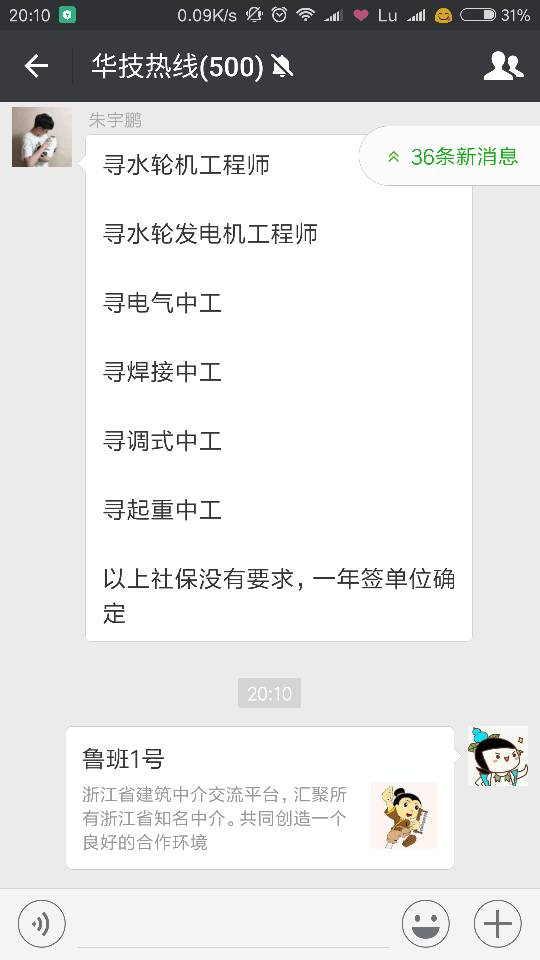 20:10 0.09K/s Lu 31%
华技热线(500)
朱宇鹏
36条新消息
寻水轮机工程师
寻水轮发电机工程师
寻电气中工
寻焊接中工
寻调式中工
寻起重中工
以上社保没有要求，一年签单位确
定
20:10
鲁班1号
浙江省建筑中介交流平台，汇聚所
有浙江省知名中介。共同创造一个
良好的合作环境